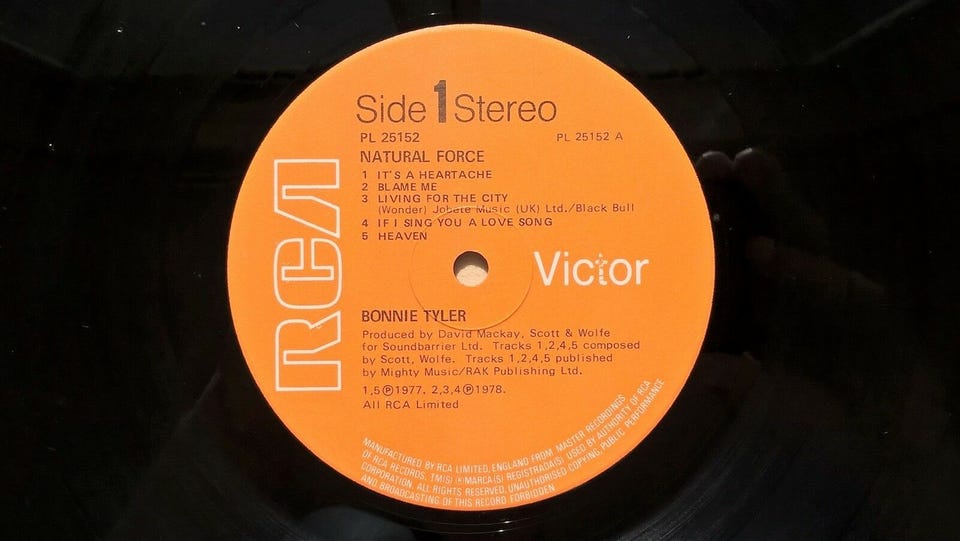 Side 1 Stereo
PL 25152 PL 25152 A
NATURAL FORCE
1 IT'S A HEARTACHE
2 BLAME ME
3 LIVING FOR THE CITY
(Wonder) Jobete Music (UK) Ltd./Black Bull
4 IF I SING YOU A LOVE SONG
5 HEAVEN
RCA
Victor
BONNIE TYLER
Produced by David Mackay, Scott & Wolfe
for Soundbarrier Ltd. Tracks 1,2,4,5 composed
by Scott, Wolfe. Tracks 1,2,4,5 published
by Mighty Music/RAK Publishing Ltd.
1,5 ℗ 1977. 2,3,4 ℗ 1978.
All RCA Limited
MANUFACTURED BY RCA LIMITED, ENGLAND FROM MASTER RECORDINGS
OF RCA RECORDS, TM(S) ® MARCA(S) REGISTRADA(S) USED BY AUTHORITY OF RCA
CORPORATION. ALL RIGHTS RESERVED. UNAUTHORISED COPYING, PUBLIC PERFORMANCE
AND BROADCASTING OF THIS RECORD FORBIDDEN